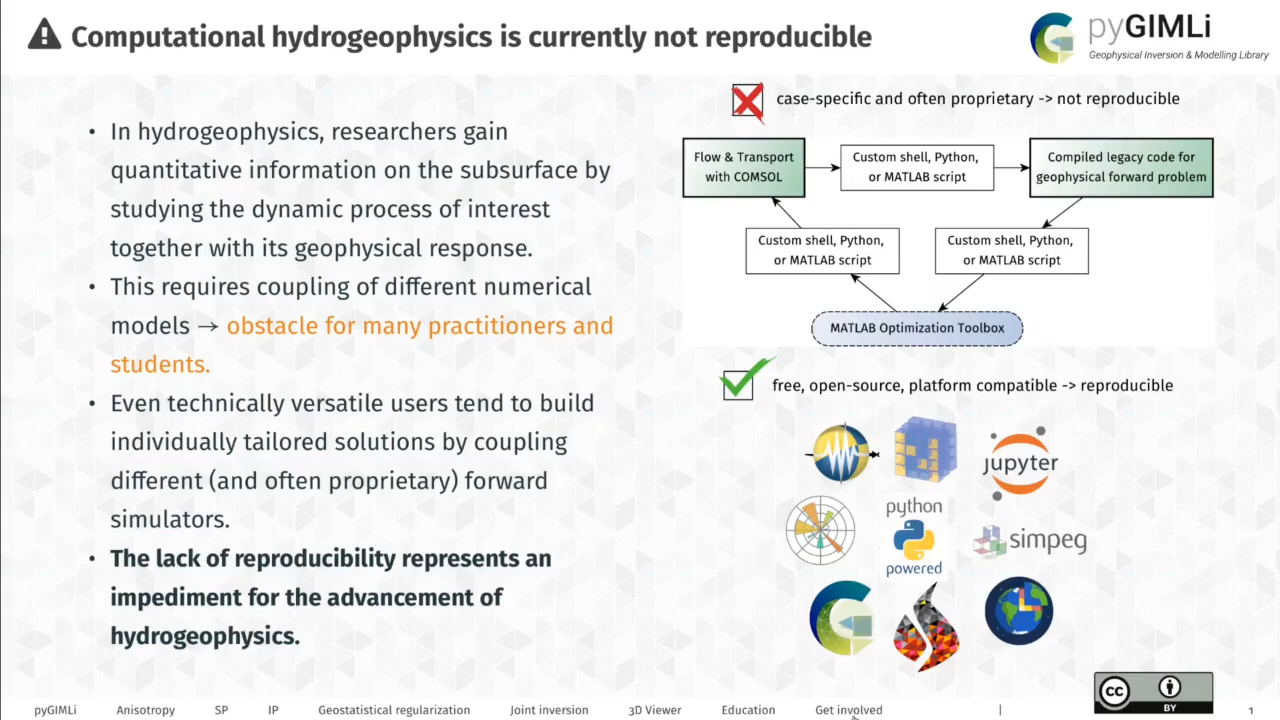 Computational hydrogeophysics is currently not reproducible
pyGIMLi
Geophysical Inversion & Modelling Library
• In hydrogeophysics, researchers gain
quantitative information on the subsurface by
studying the dynamic process of interest
together with its geophysical response.
• This requires coupling of different numerical
models → obstacle for many practitioners and
students.
• Even technically versatile users tend to build
individually tailored solutions by coupling
different (and often proprietary) forward
simulators.
• The lack of reproducibility represents an
impediment for the advancement of
hydrogeophysics.
case-specific and often proprietary -> not reproducible
Flow & Transport
with COMSOL
Custom shell, Python,
or MATLAB script
Compiled legacy code for
geophysical forward problem
Custom shell, Python,
or MATLAB script
Custom shell, Python,
or MATLAB script
MATLAB Optimization Toolbox
free, open-source, platform compatible -> reproducible
jupyter
python
powered
simpeg
cc
BY
pyGIMLi Anisotropy SP IP Geostatistical regularization Joint inversion 3D Viewer Education Get involved | 1